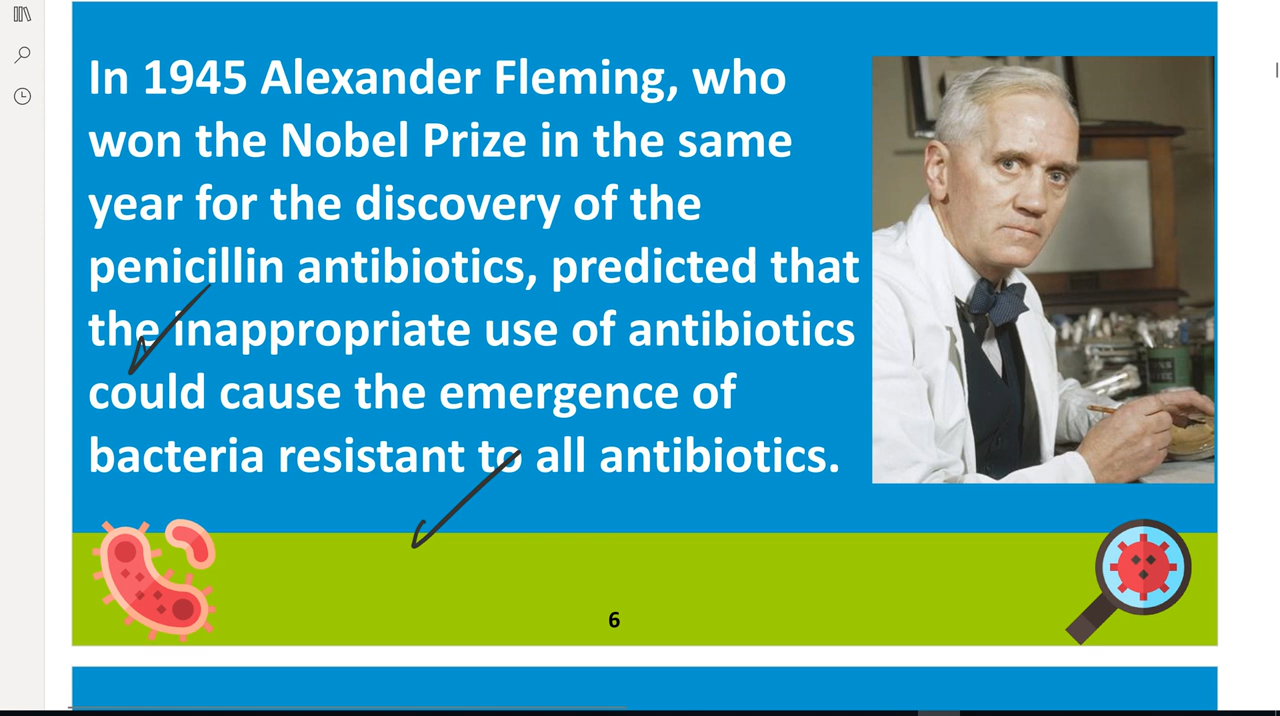 In 1945 Alexander Fleming, who
won the Nobel Prize in the same
year for the discovery of the
penicillin antibiotics, predicted that
the inappropriate use of antibiotics
could cause the emergence of
bacteria resistant to all antibiotics.
6